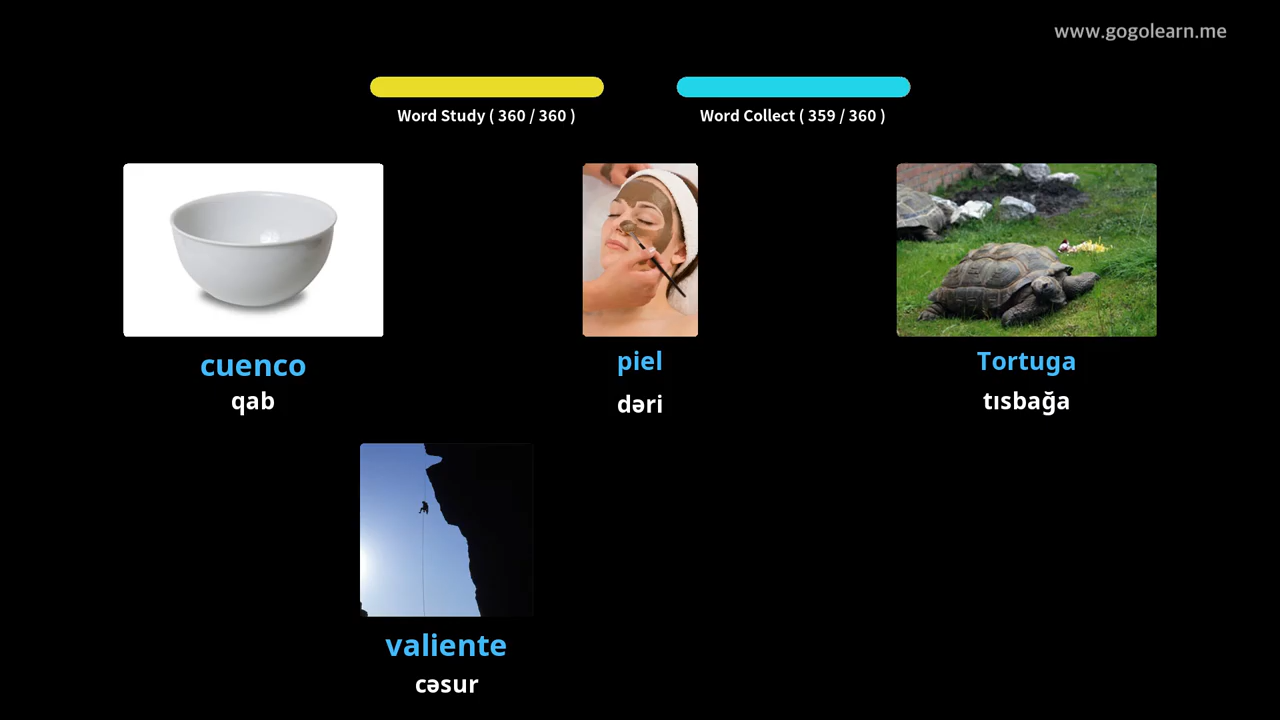 www.gogolearn.me
Word Study ( 360 / 360 )
Word Collect ( 359 / 360 )
cuenco
qab
piel
dəri
Tortuga
tısbağa
valiente
cəsur